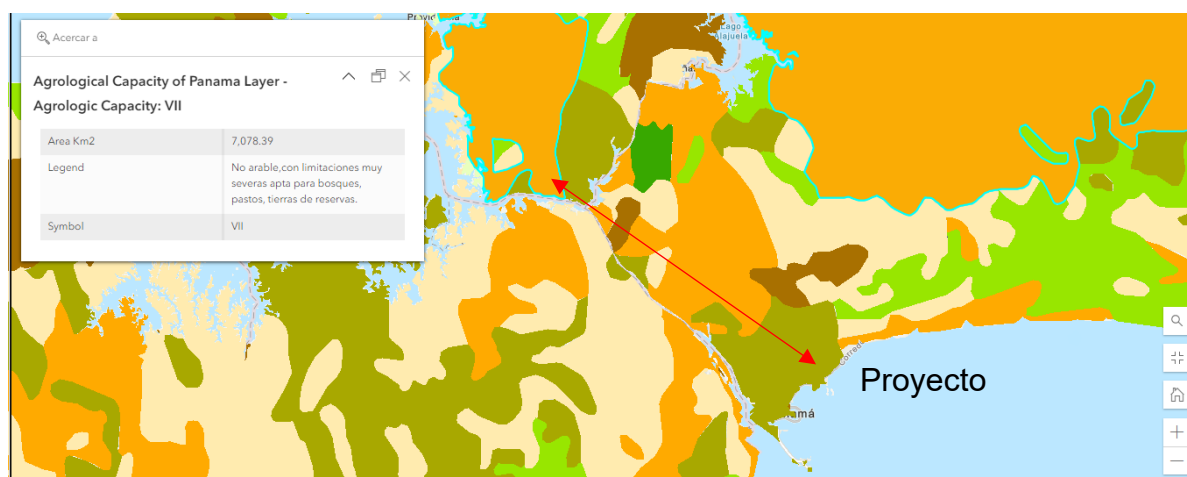 Acercar a
Agrological Capacity of Panama Layer -
Agrologic Capacity: VII
Area Km2 7,078.39
Legend No arable,con limitaciones muy
severas apta para bosques,
pastos, tierras de reservas.
Symbol VII
Lago
Alajuela
Corred
Proyecto